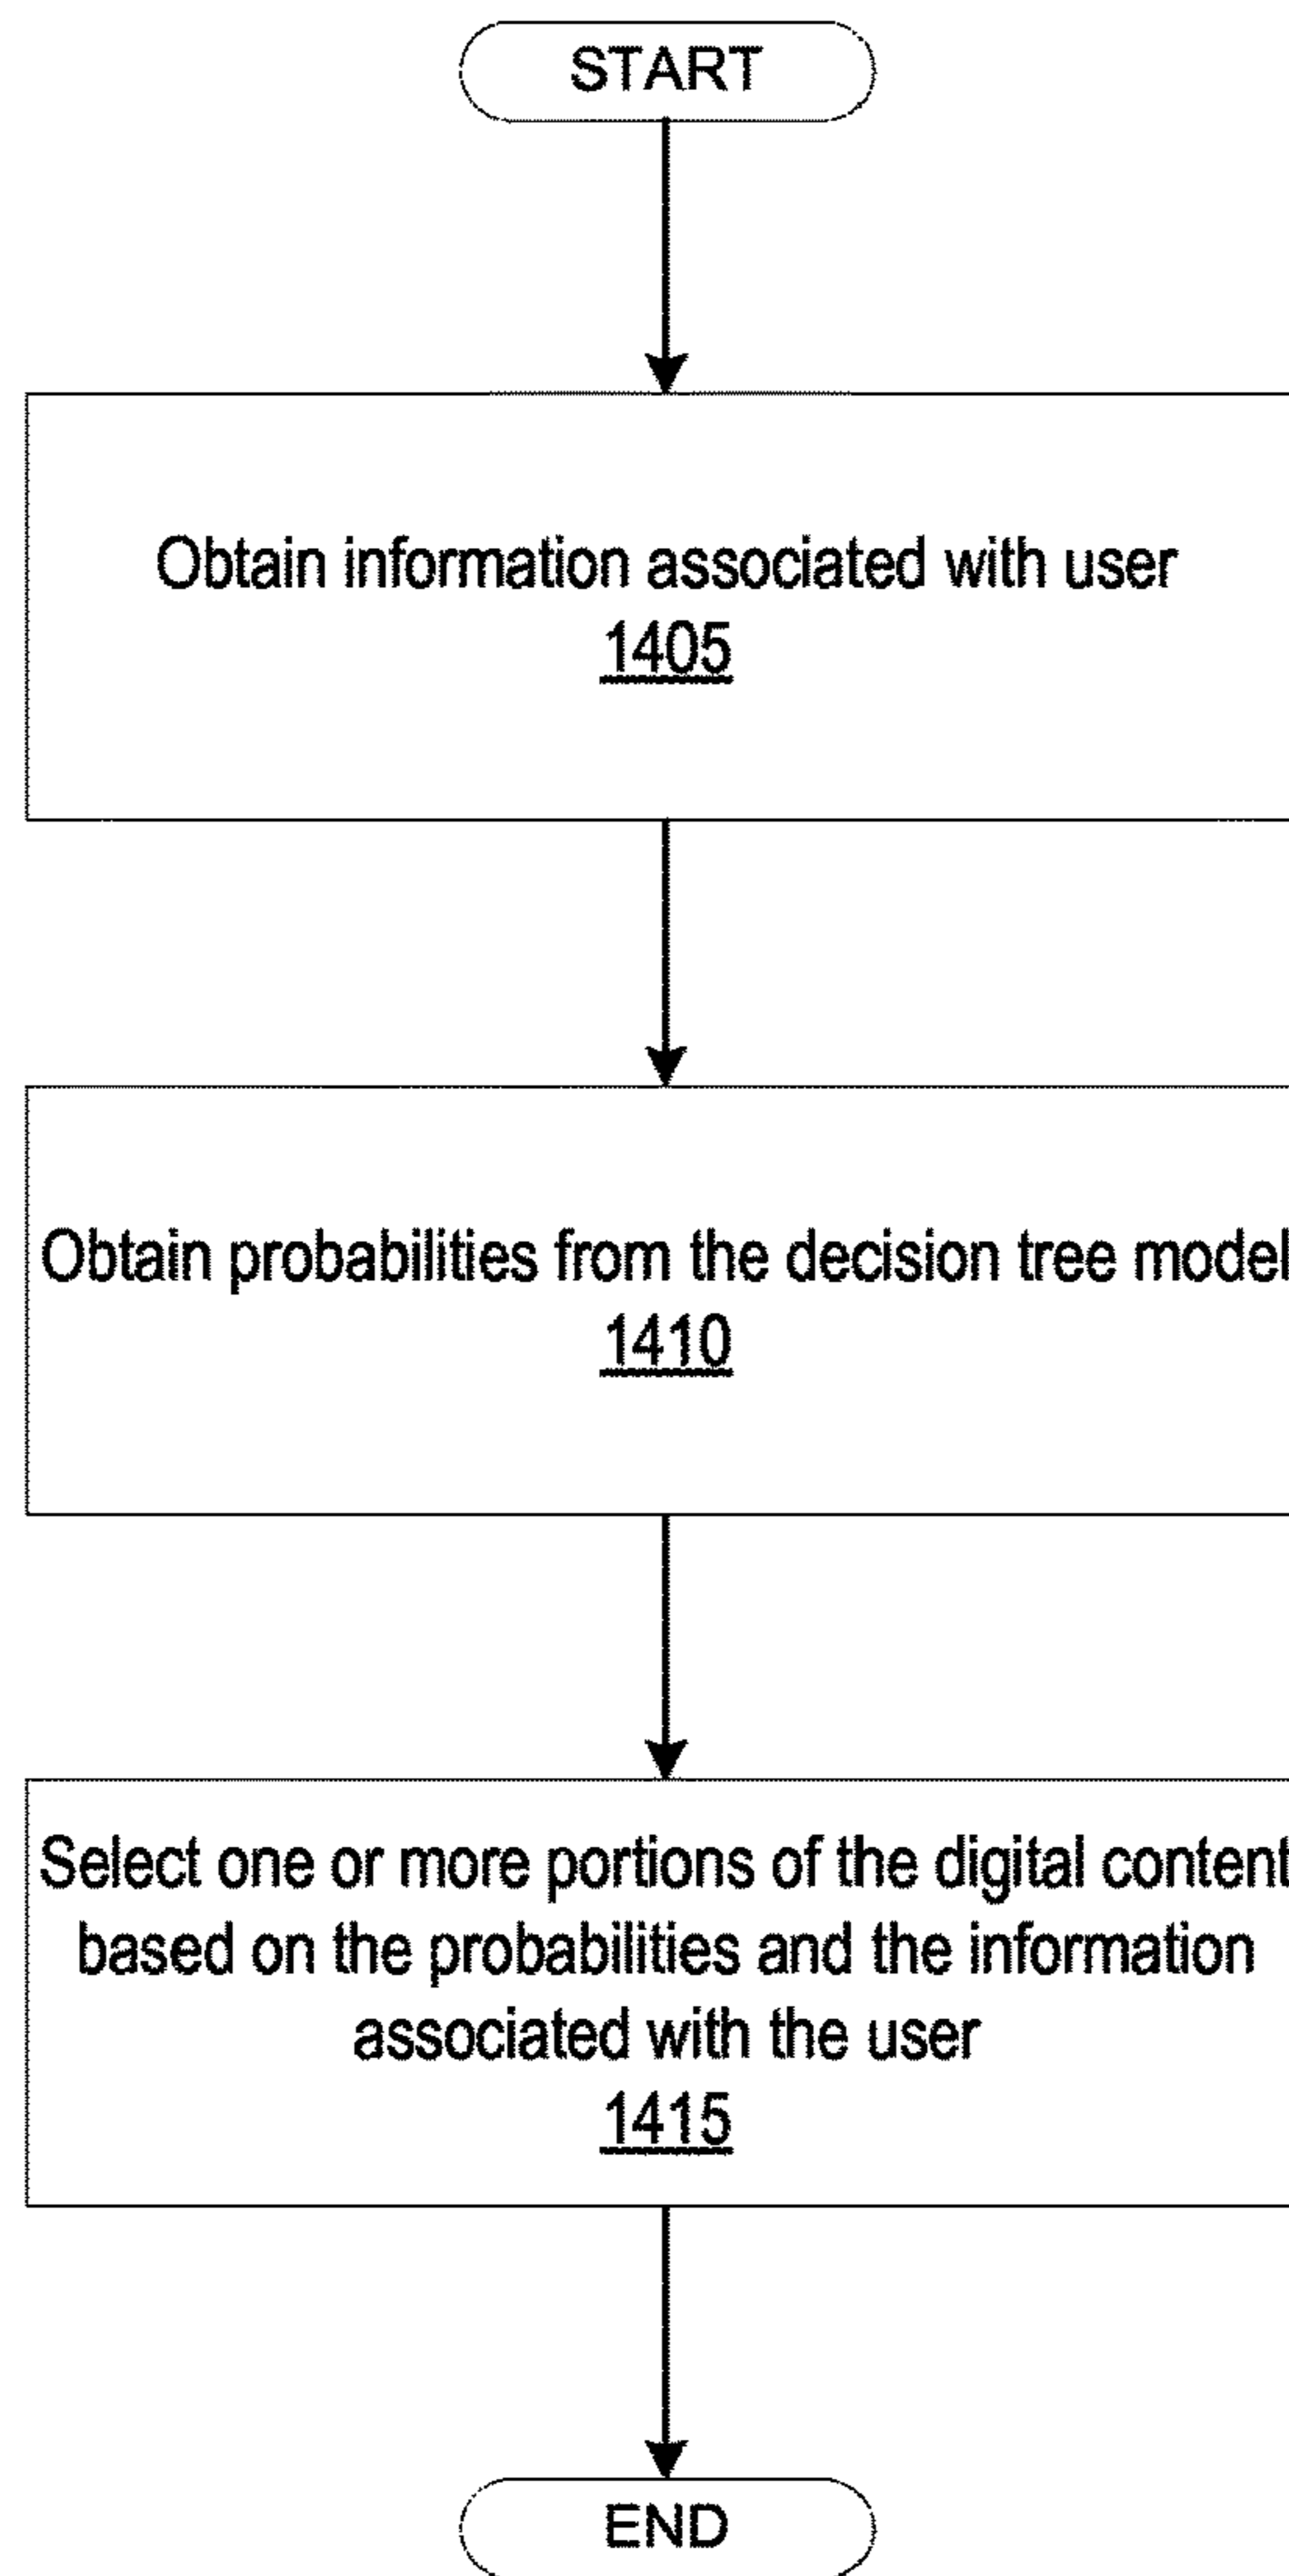 START
Obtain information associated with user
1405
Obtain probabilities from the decision tree model
1410
Select one or more portions of the digital content
based on the probabilities and the information
associated with the user
1415
END